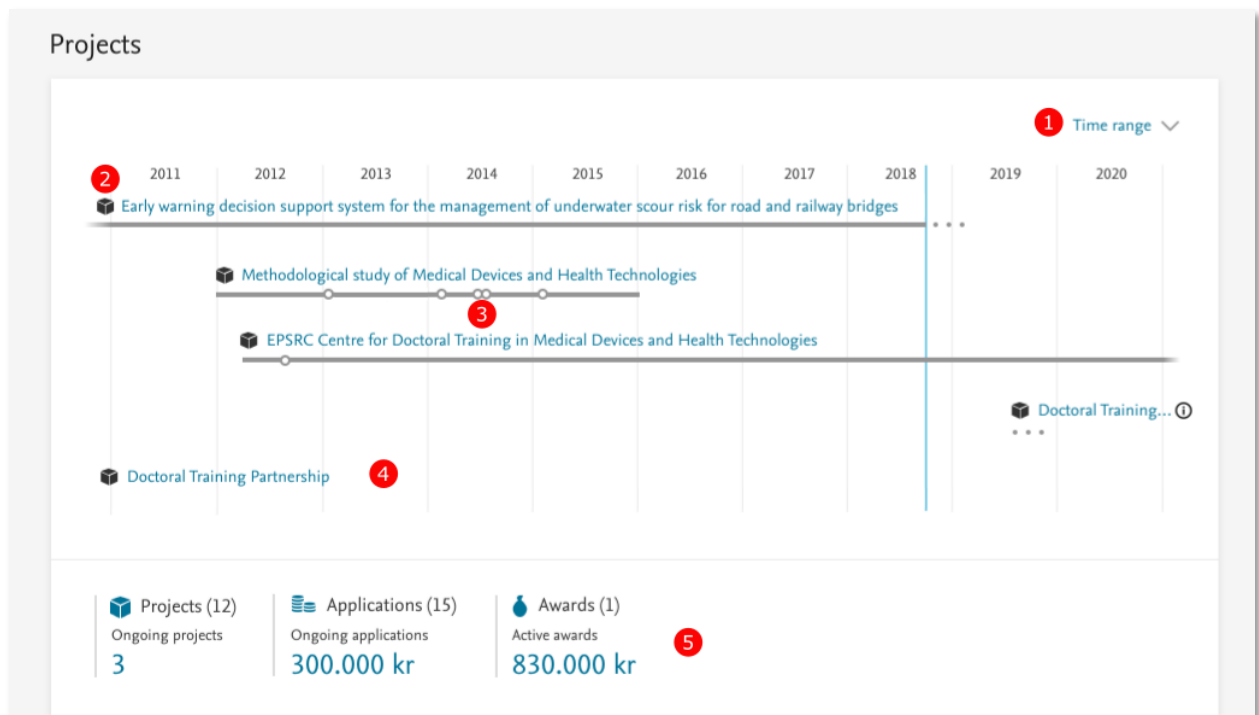 Projects
1 Time range
2 2011 2012 2013 2014 2015 2016 2017 2018 2019 2020
Early warning decision support system for the management of underwater scour risk for road and railway bridges
Methodological study of Medical Devices and Health Technologies
3
EPSRC Centre for Doctoral Training in Medical Devices and Health Technologies
Doctoral Training...
Doctoral Training Partnership 4
Projects (12) Applications (15) Awards (1)
Ongoing projects Ongoing applications Active awards 5
3 300.000 kr 830.000 kr